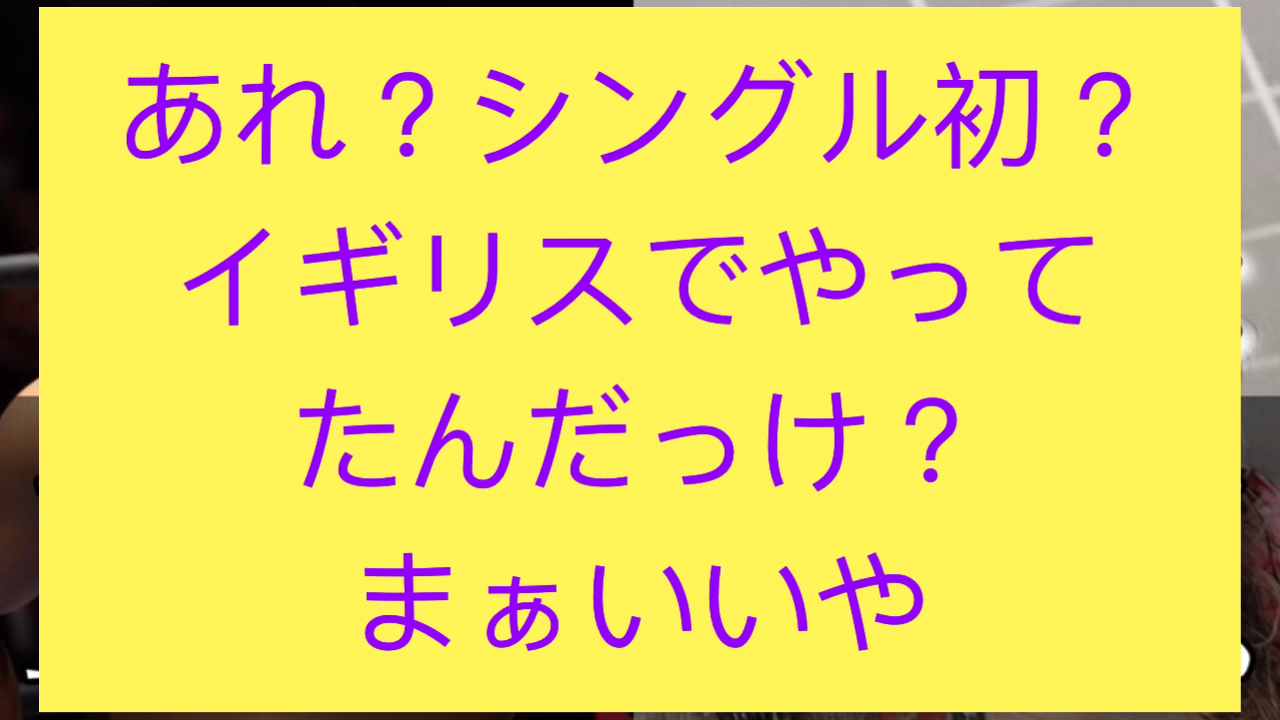 あれ？シングル初？
イギリスでやって
たんだっけ？
まぁいいや